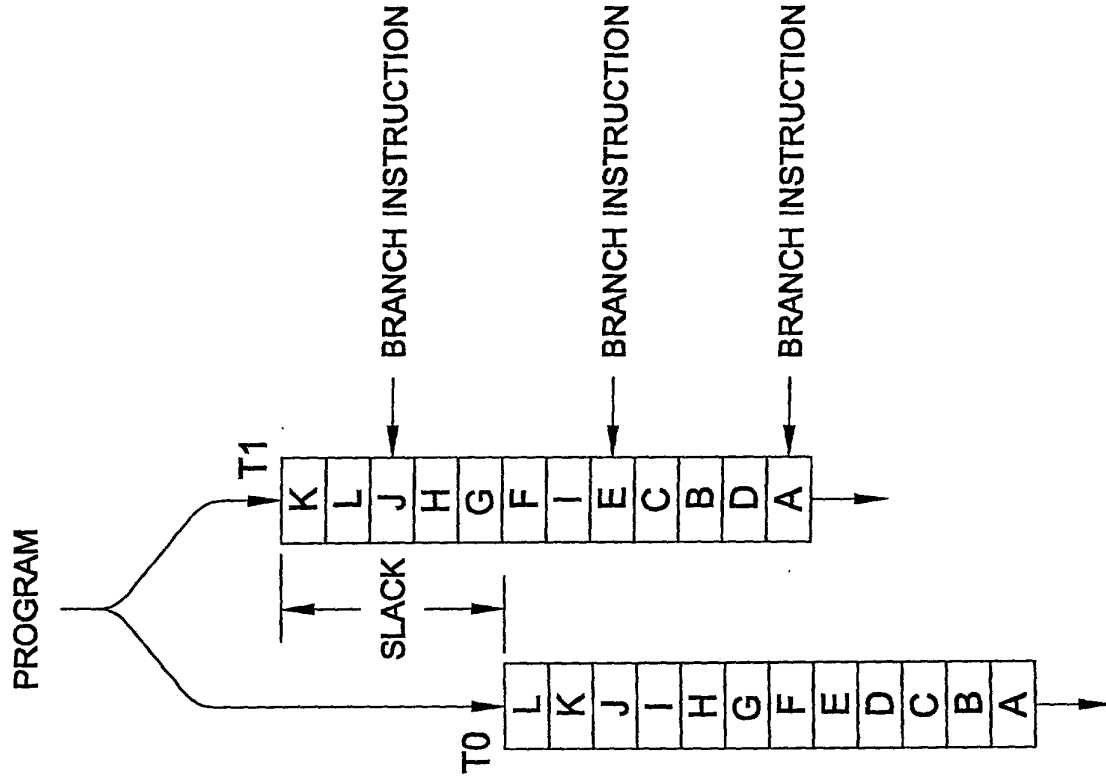 PROGRAM
T0
L
K
J
I
H
G
F
E
D
C
B
A
SLACK
T1
K
L
J
H
G
F
I
E
C
B
D
A
BRANCH INSTRUCTION
BRANCH INSTRUCTION
BRANCH INSTRUCTION